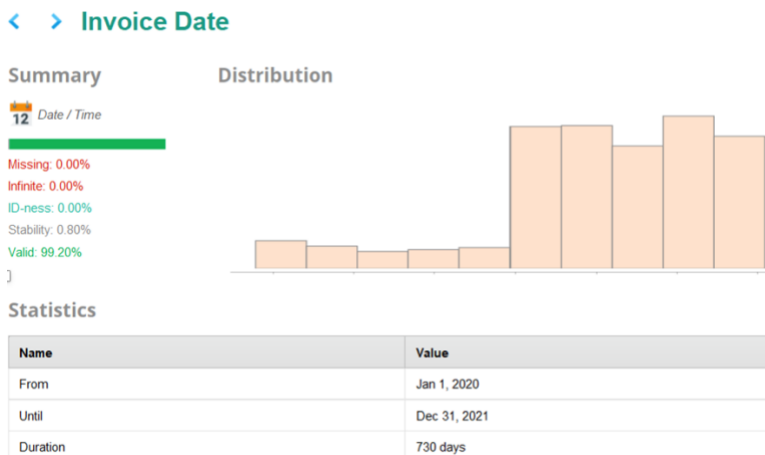 Invoice Date
Summary
Distribution
12
Date / Time
Missing: 0.00%
Infinite: 0.00%
ID-ness: 0.00%
Stability: 0.80%
Valid: 99.20%
Statistics
Name Value
From Jan 1, 2020
Until Dec 31, 2021
Duration 730 days